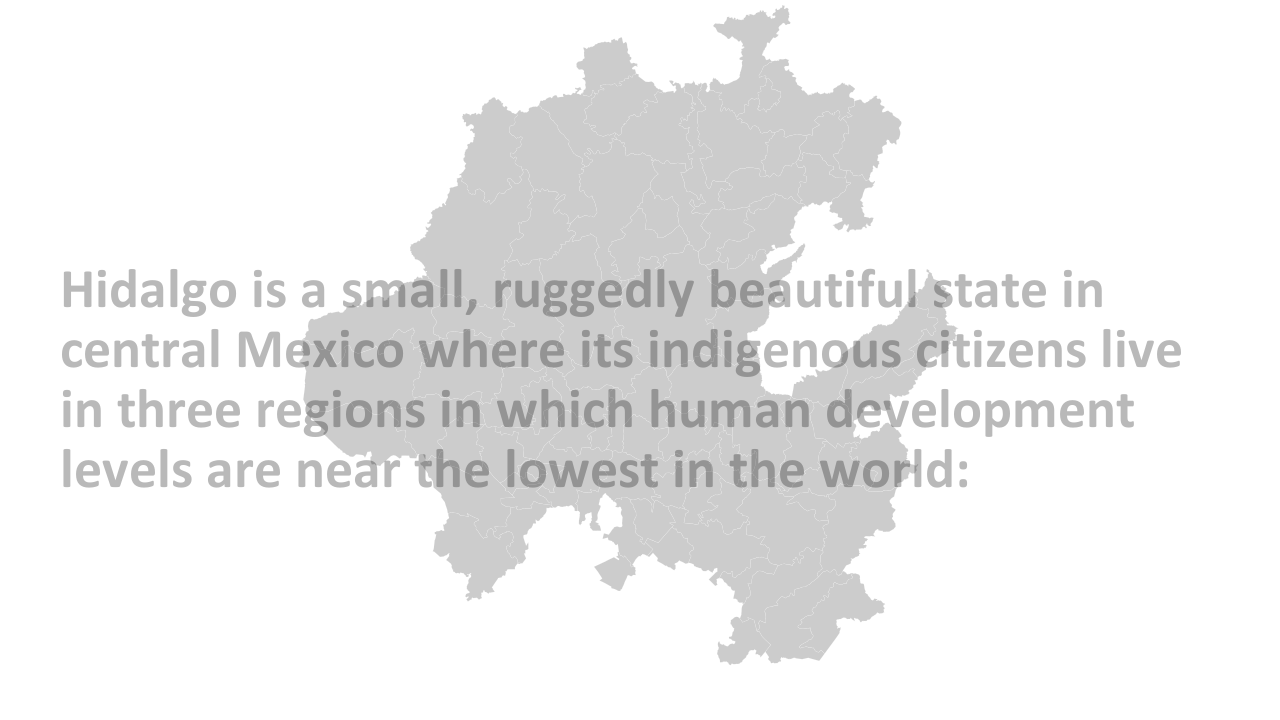 Hidalgo is a small, ruggedly beautiful state in
central Mexico where its indigenous citizens live
in three regions in which human development
levels are near the lowest in the world: